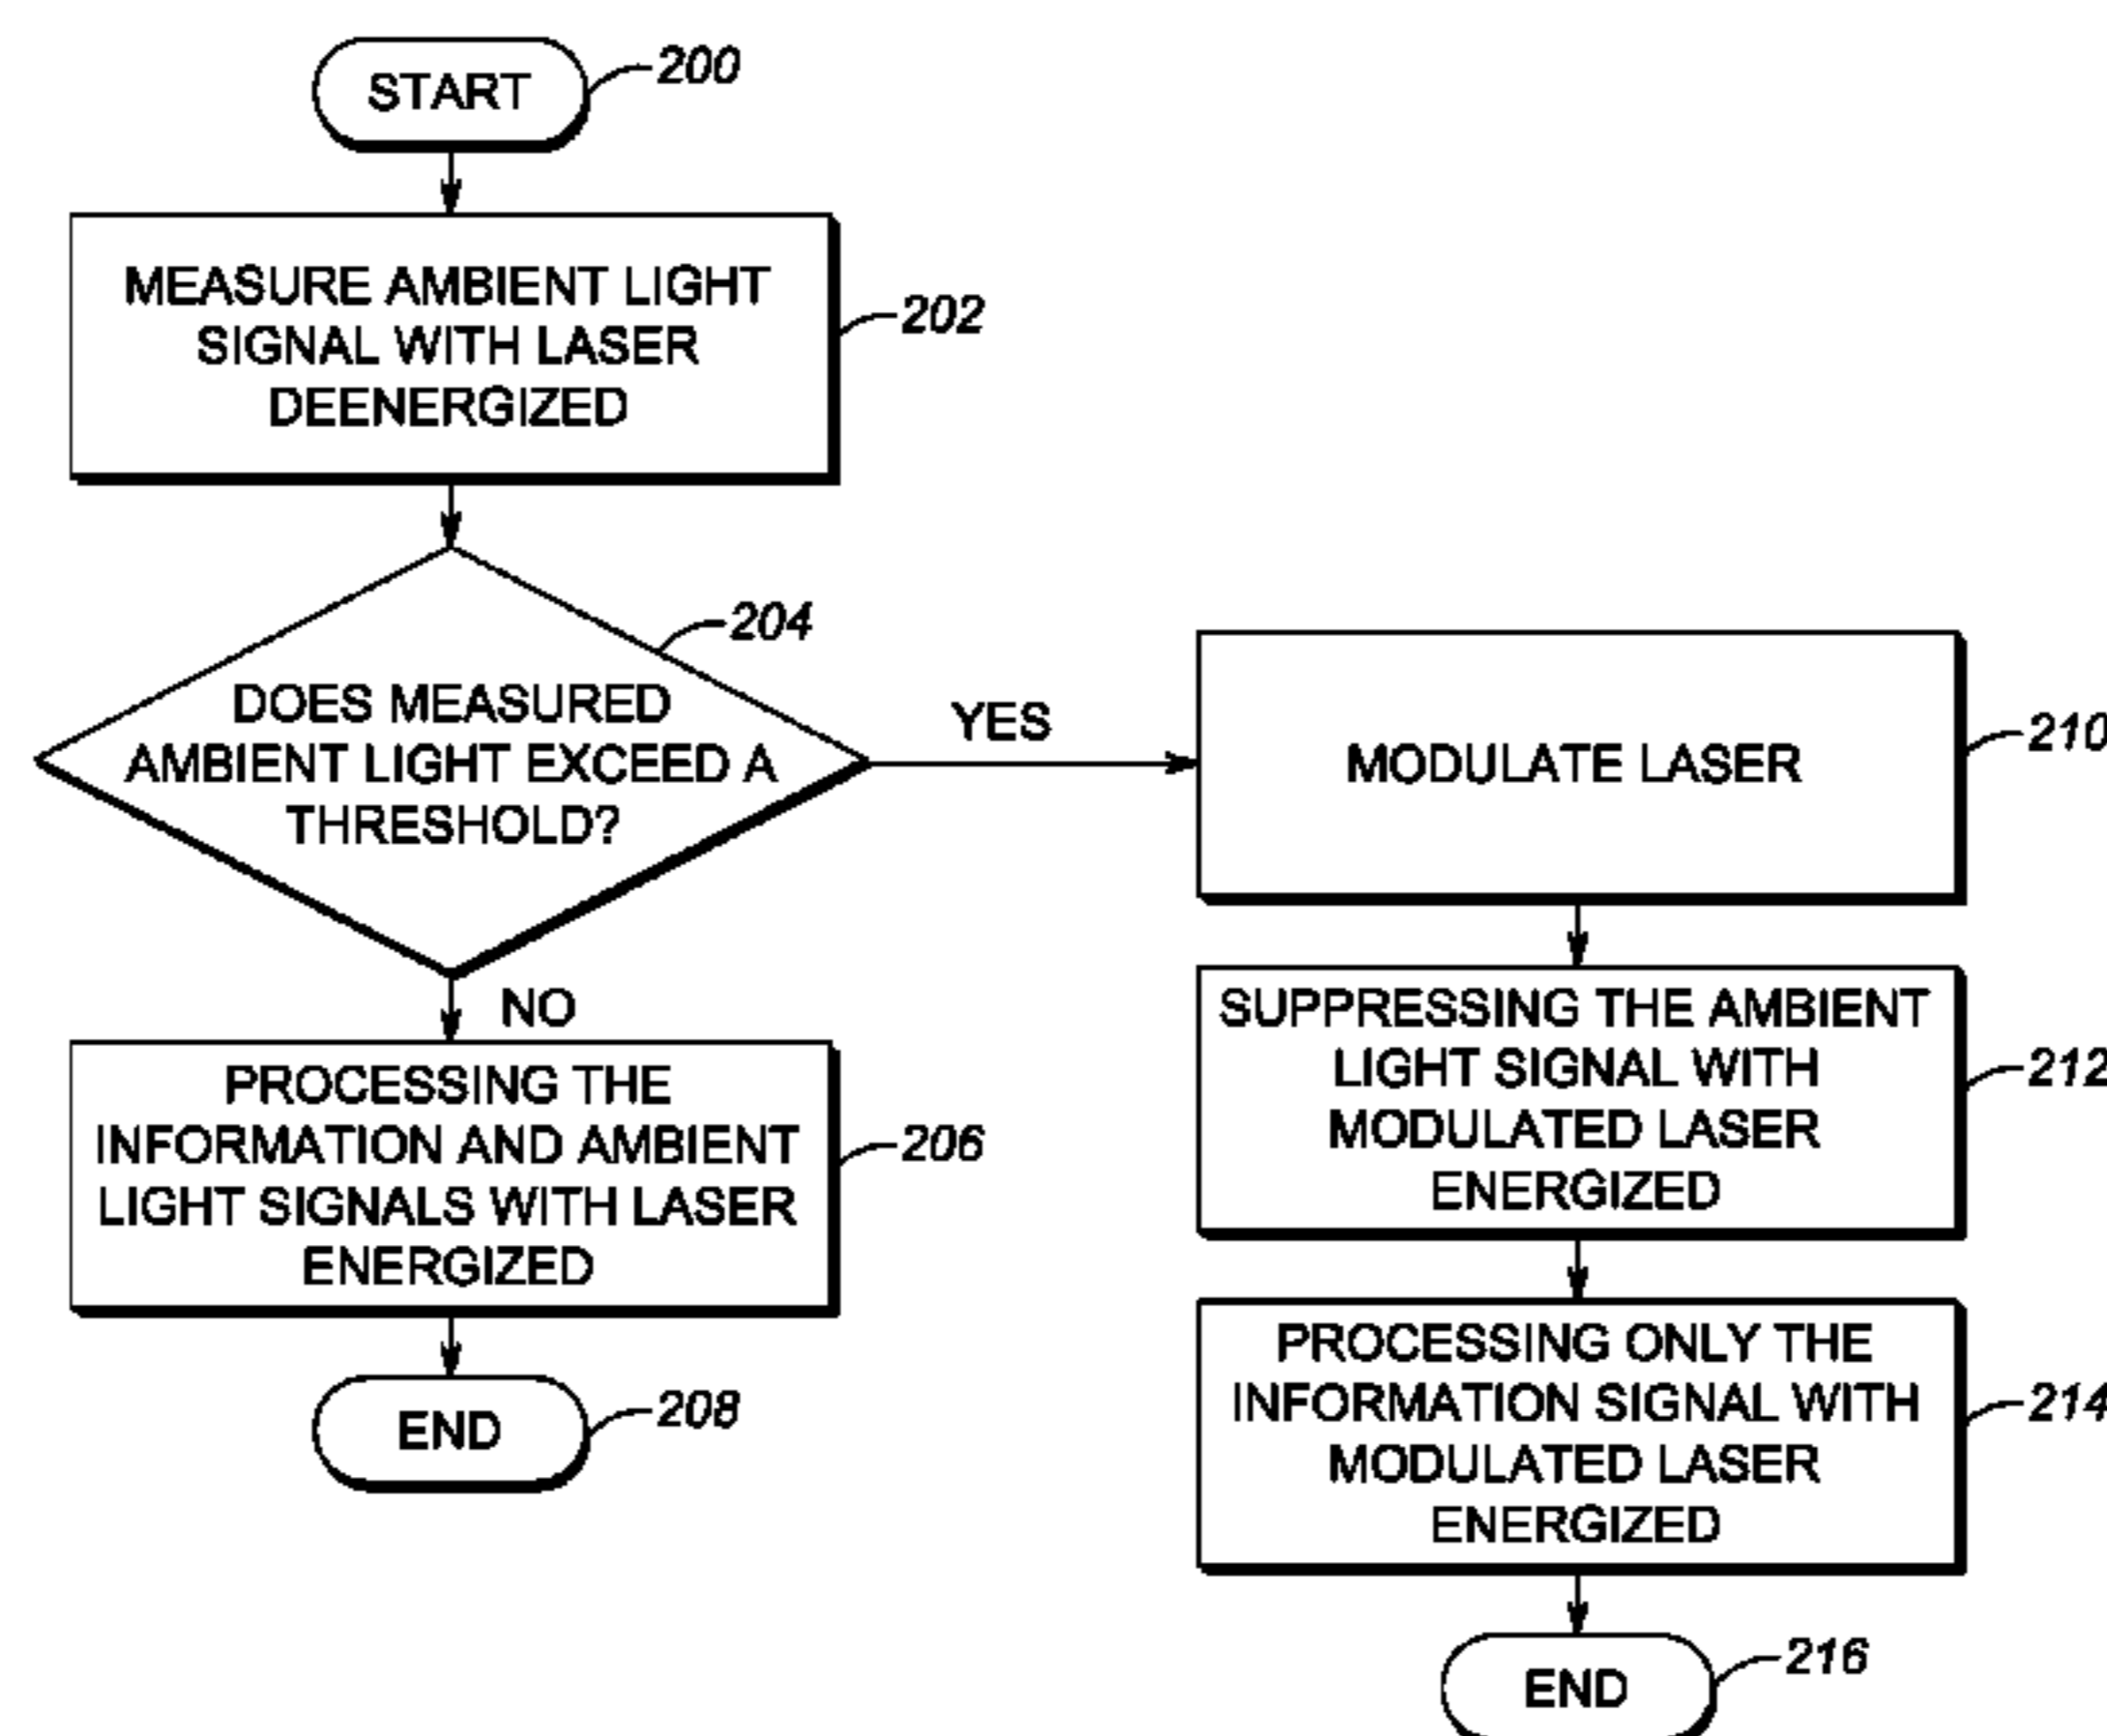 START
200
MEASURE AMBIENT LIGHT
SIGNAL WITH LASER
DEENERGIZED
202
204
DOES MEASURED
AMBIENT LIGHT EXCEED A
THRESHOLD?
YES
NO
PROCESSING THE
INFORMATION AND AMBIENT
LIGHT SIGNALS WITH LASER
ENERGIZED
206
END
208
MODULATE LASER
210
SUPPRESSING THE AMBIENT
LIGHT SIGNAL WITH
MODULATED LASER
ENERGIZED
212
PROCESSING ONLY THE
INFORMATION SIGNAL WITH
MODULATED LASER
ENERGIZED
214
END
216